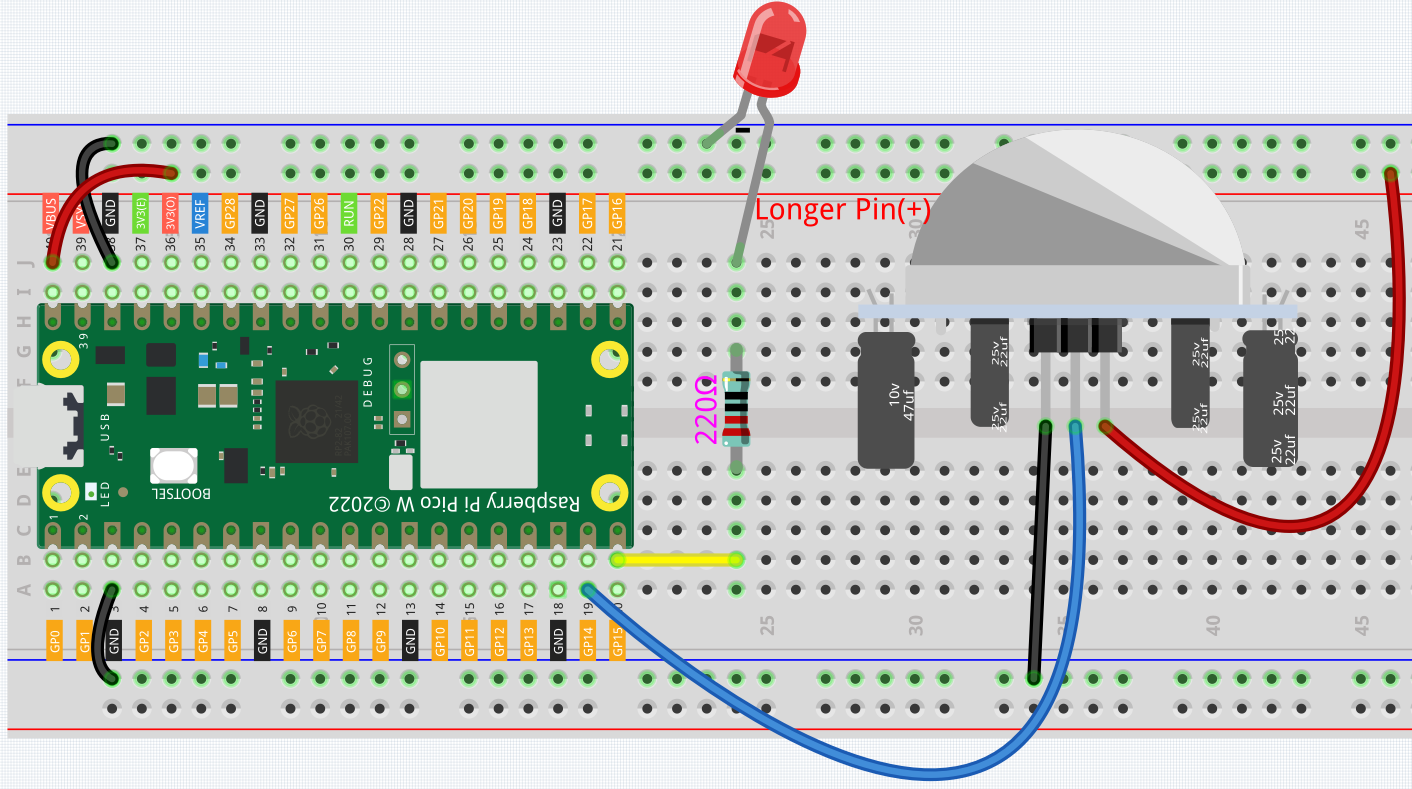 Longer Pin(+)
VBUS VSYS GND 3V3(E) 3V3(O) VREF GP28 GND GP27 GP26 RUN GP22 GND GP21 GP20 GP19 GP18 GND GP17 GP16
40 39 38 37 36 35 34 33 32 31 30 29 28 27 26 25 24 23 22 21
25 30 45
J
I
H
G
F
E
D
C
B
A
39
DEBUG
USB
BOOTSEL
LED
1
2
Raspberry Pi Pico W ©2022
220Ω
10v
47uf
25v
22uf
25v
22uf
25v
22uf
25v
22uf
25v
22uf
25v
22uf
1 2 3 4 5 6 7 8 9 10 11 12 13 14 15 16 17 18 19 20
GP0 GP1 GND GP2 GP3 GP4 GP5 GND GP6 GP7 GP8 GP9 GND GP10 GP11 GP12 GP13 GND GP14 GP15
25 30 35 40 45